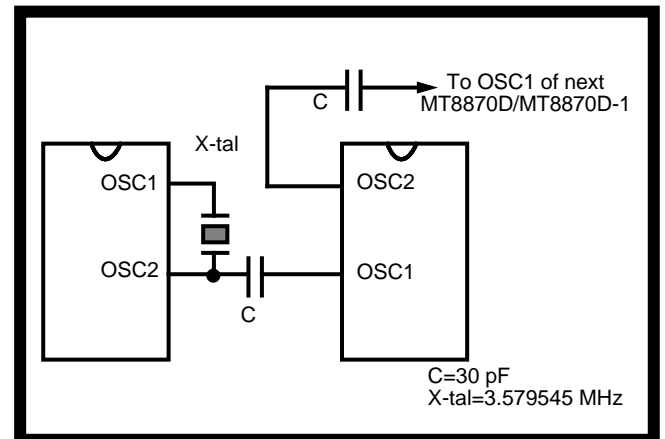 To OSC1 of next
MT8870D/MT8870D-1
C
X-tal
OSC1
OSC2
OSC2
OSC1
C
C=30 pF
X-tal=3.579545 MHz